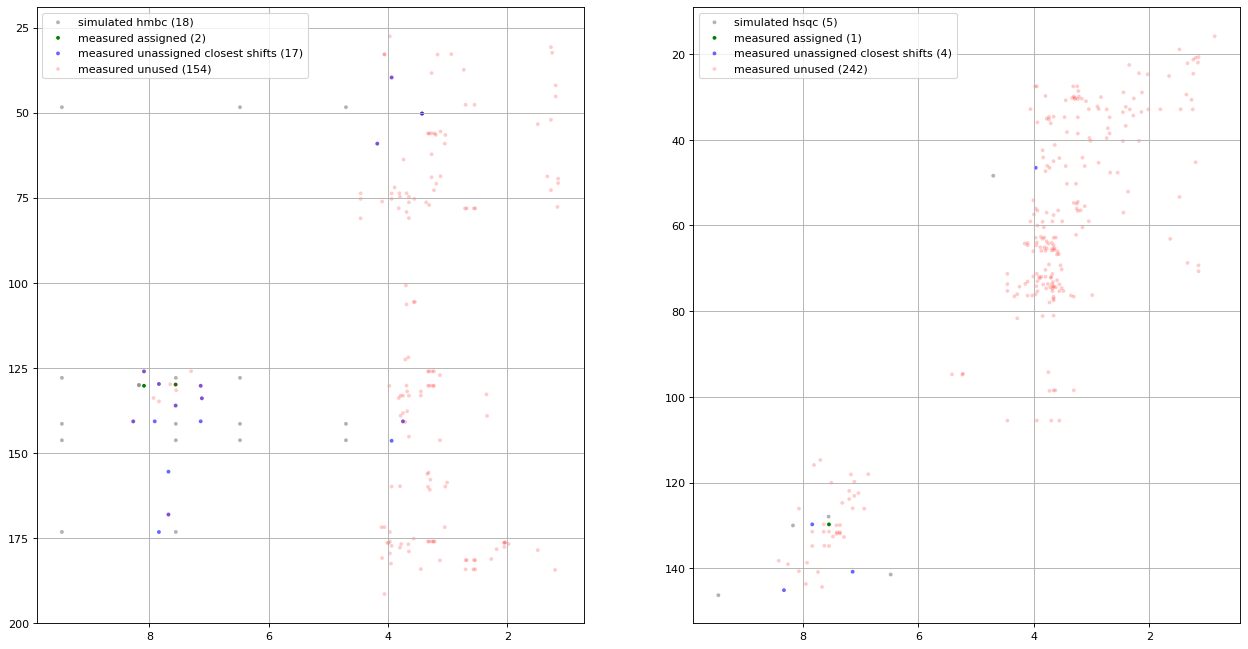 simulated hmbc (18)
measured assigned (2)
measured unassigned closest shifts (17)
measured unused (154)
25
50
75
100
125
150
175
200
8
6
4
2
simulated hsqc (5)
measured assigned (1)
measured unassigned closest shifts (4)
measured unused (242)
20
40
60
80
100
120
140
8
6
4
2